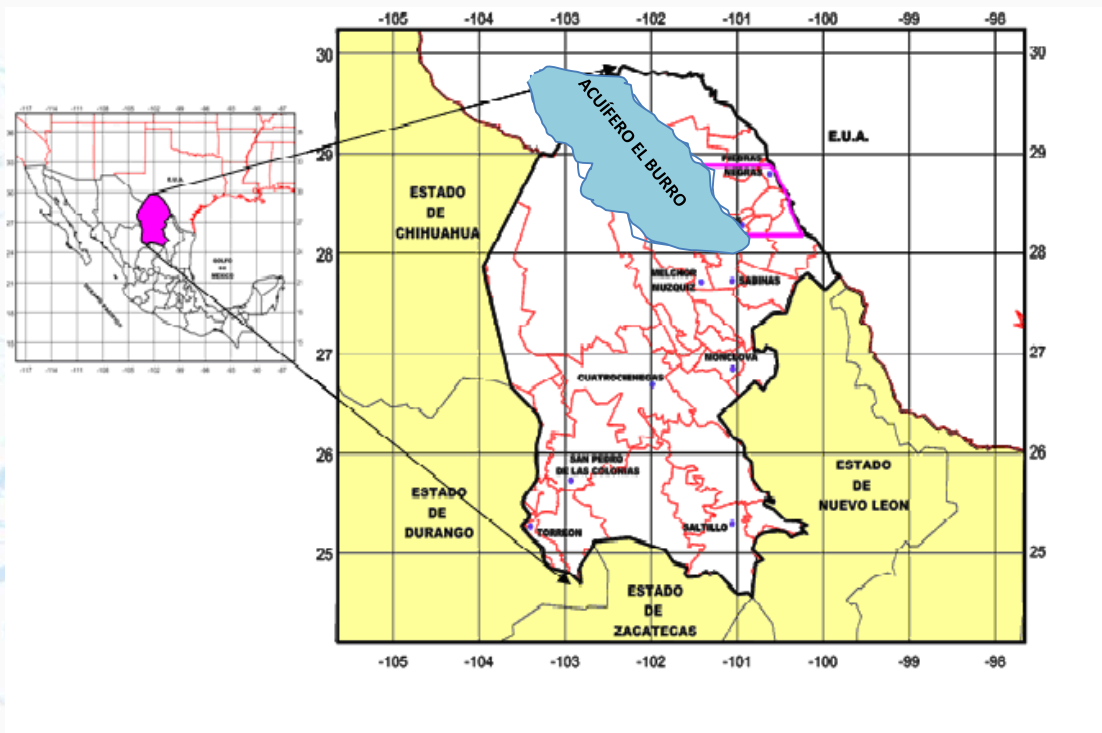 -105 -104 -103 -102 -101 -100 -99 -98
30 30
ACUÍFERO EL BURRO
E.U.A.
29 29
PIEDRAS
NEGRAS
ESTADO
DE
CHIHUAHUA
28 28
MELCHOR
MUZQUIZ
SABINAS
27 27
MONCLOVA
CUATROCIENEGAS
26 26
SAN PEDRO
DE LAS COLONIAS
ESTADO
DE
NUEVO LEON
ESTADO
DE
DURANGO
TORREON
SALTILLO
25 25
ESTADO
DE
ZACATECAS
-105 -104 -103 -102 -101 -100 -99 -98
E.U.A.
GOLFO
MEXICO